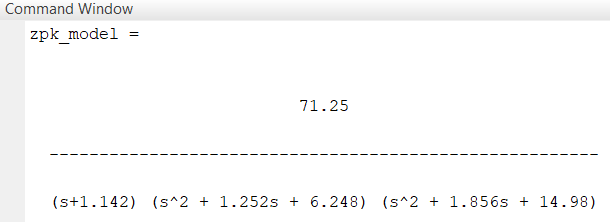 Command Window
zpk_model =
71.25
-------------------------------------------------------
(s+1.142) (s^2 + 1.252s + 6.248) (s^2 + 1.856s + 14.98)